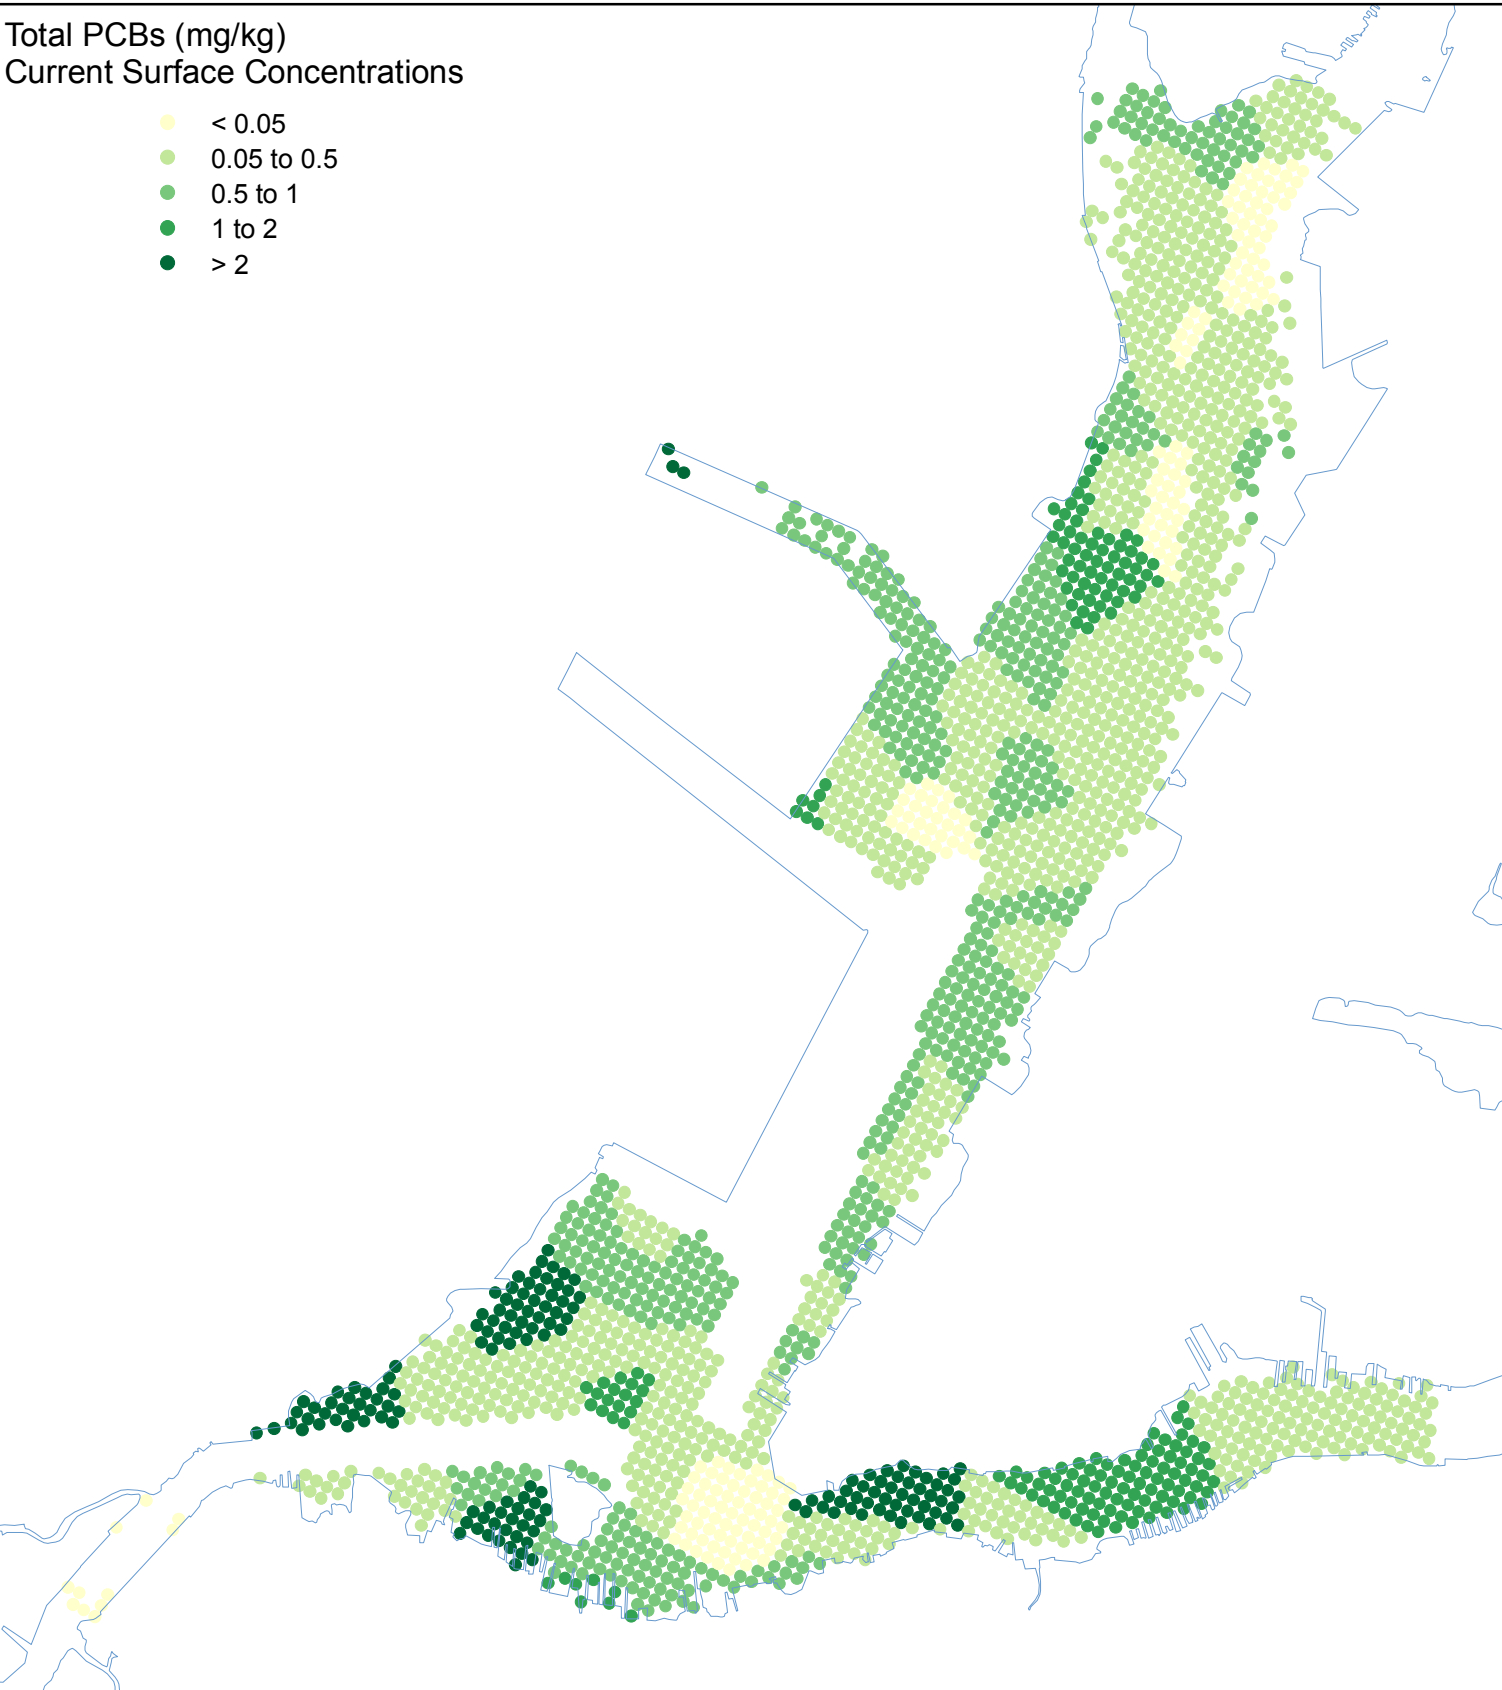 Total PCBs (mg/kg)
Current Surface Concentrations
< 0.05
0.05 to 0.5
0.5 to 1
1 to 2
> 2